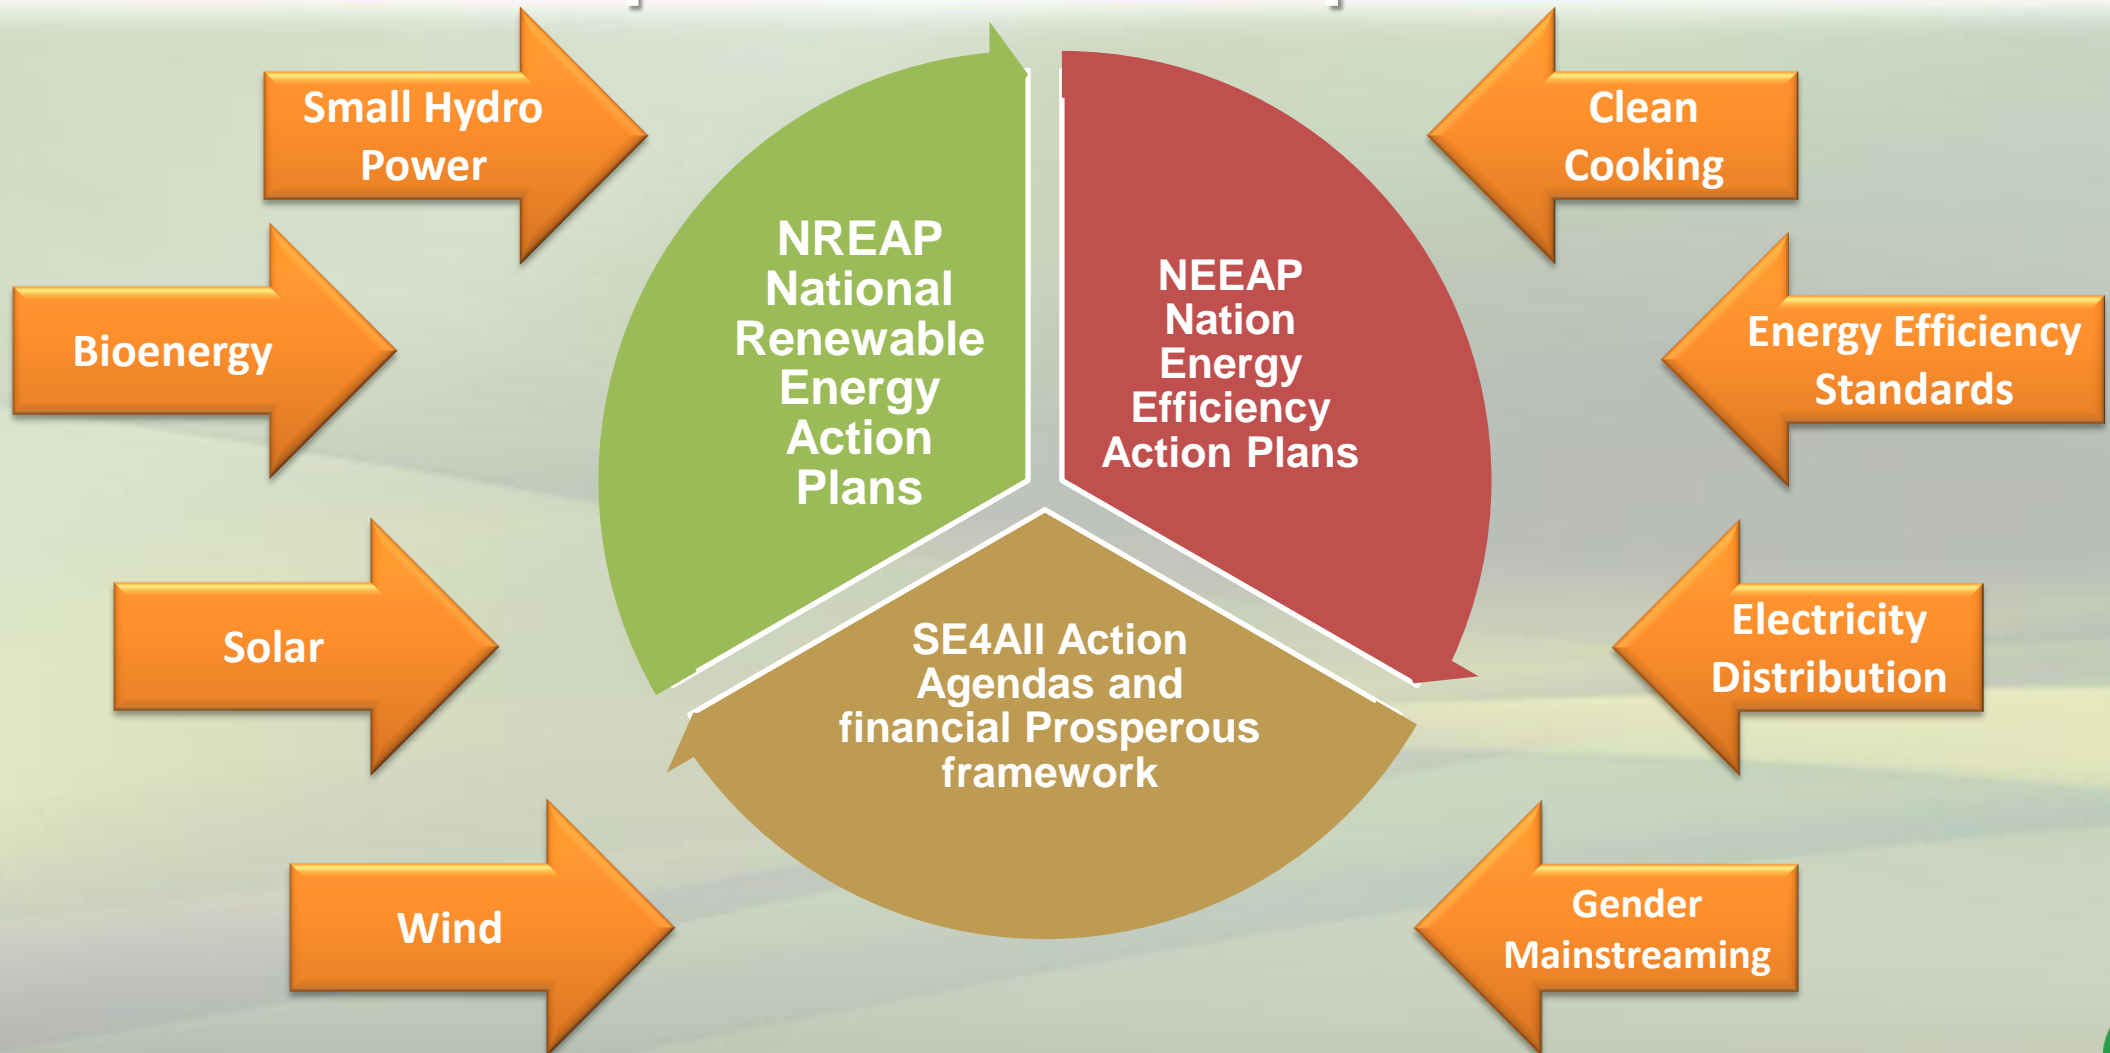 Small Hydro
Power
Bioenergy
Solar
Wind
NREAP
National
Renewable
Energy
Action
Plans
NEEAP
Nation
Energy
Efficiency
Action Plans
SE4All Action
Agendas and
financial Prosperous
framework
Clean
Cooking
Energy Efficiency
Standards
Electricity
Distribution
Gender
Mainstreaming